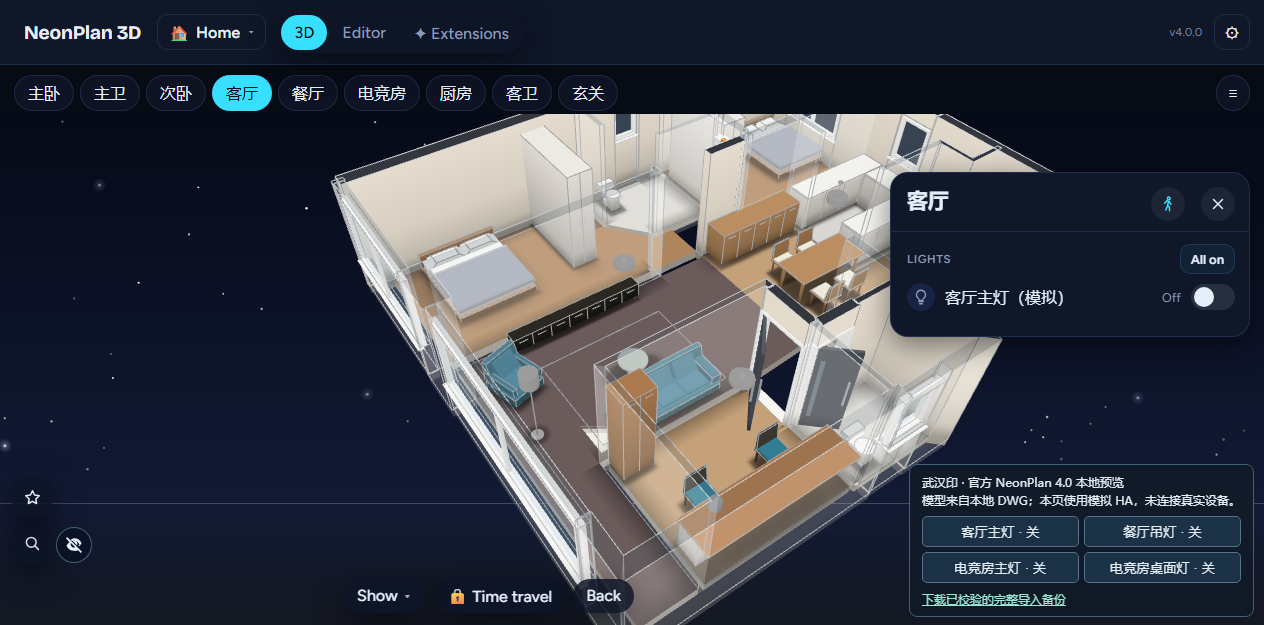 NeonPlan 3D
Home
3D
Editor
Extensions
v4.0.0
主卧
主卫
次卧
客厅
餐厅
电竞房
厨房
客卫
玄关
客厅
LIGHTS
All on
客厅主灯（模拟）
Off
武汉印 · 官方 NeonPlan 4.0 本地预览
模型来自本地 DWG；本页使用模拟 HA，未连接真实设备。
客厅主灯 · 关
餐厅吊灯 · 关
电竞房主灯 · 关
电竞房桌面灯 · 关
下载已校验的完整导入备份
Show
Time travel
Back